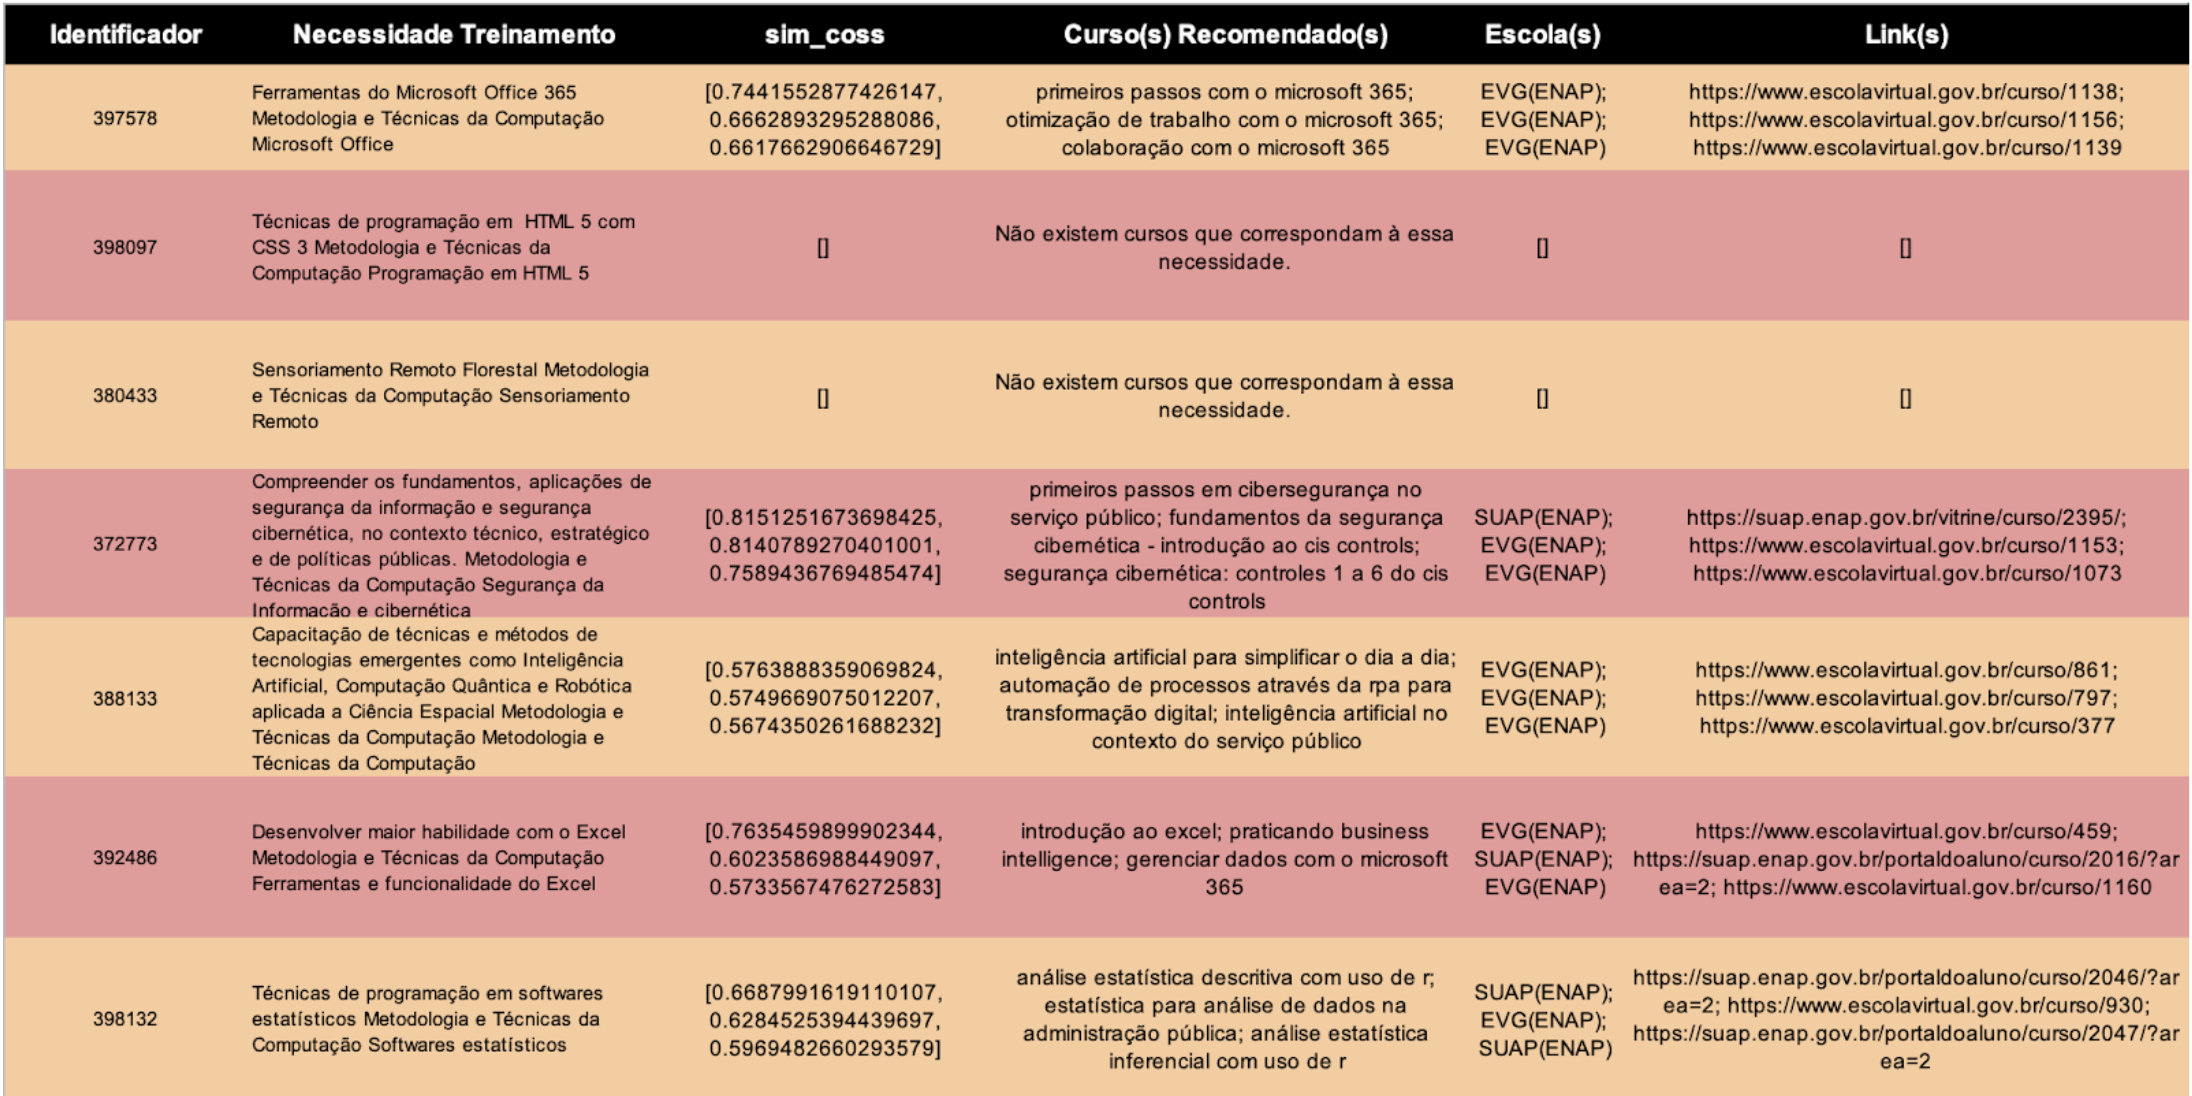 Identificador Necessidade Treinamento sim_coss Curso(s) Recomendado(s) Escola(s) Link(s)
397578
Ferramentas do Microsoft Office 365
Metodologia e Técnicas da Computação
Microsoft Office
[0.7441552877426147,
0.6662893295288086,
0.6617662906646729]
primeiros passos com o microsoft 365;
otimização de trabalho com o microsoft 365;
colaboração com o microsoft 365
EVG(ENAP);
EVG(ENAP);
EVG(ENAP)
https://www.escolavirtual.gov.br/curso/1138;
https://www.escolavirtual.gov.br/curso/1156;
https://www.escolavirtual.gov.br/curso/1139
398097
Técnicas de programação em  HTML 5 com
CSS 3 Metodologia e Técnicas da
Computação Programação em HTML 5
[]
Não existem cursos que correspondam à essa
necessidade.
[]
[]
380433
Sensoriamento Remoto Florestal Metodologia
e Técnicas da Computação Sensoriamento
Remoto
[]
Não existem cursos que correspondam à essa
necessidade.
[]
[]
372773
Compreender os fundamentos, aplicações de
segurança da informação e segurança
cibernética, no contexto técnico, estratégico
e de políticas públicas. Metodologia e
Técnicas da Computação Segurança da
Informação e cibernética
[0.8151251673698425,
0.8140789270401001,
0.7589436769485474]
primeiros passos em cibersegurança no
serviço público; fundamentos da segurança
cibernética - introdução ao cis controls;
segurança cibernética: controles 1 a 6 do cis
controls
SUAP(ENAP);
EVG(ENAP);
EVG(ENAP)
https://suap.enap.gov.br/vitrine/curso/2395/;
https://www.escolavirtual.gov.br/curso/1153;
https://www.escolavirtual.gov.br/curso/1073
388133
Capacitação de técnicas e métodos de
tecnologias emergentes como Inteligência
Artificial, Computação Quântica e Robótica
aplicada a Ciência Espacial Metodologia e
Técnicas da Computação Metodologia e
Técnicas da Computação
[0.5763888359069824,
0.5749669075012207,
0.5674350261688232]
inteligência artificial para simplificar o dia a dia;
automação de processos através da rpa para
transformação digital; inteligência artificial no
contexto do serviço público
EVG(ENAP);
EVG(ENAP);
EVG(ENAP)
https://www.escolavirtual.gov.br/curso/861;
https://www.escolavirtual.gov.br/curso/797;
https://www.escolavirtual.gov.br/curso/377
392486
Desenvolver maior habilidade com o Excel
Metodologia e Técnicas da Computação
Ferramentas e funcionalidade do Excel
[0.7635459899902344,
0.6023586988449097,
0.5733567476272583]
introdução ao excel; praticando business
intelligence; gerenciar dados com o microsoft
365
EVG(ENAP);
SUAP(ENAP);
EVG(ENAP)
https://www.escolavirtual.gov.br/curso/459;
https://suap.enap.gov.br/portaldoaluno/curso/2016/?ar
ea=2; https://www.escolavirtual.gov.br/curso/1160
398132
Técnicas de programação em softwares
estatísticos Metodologia e Técnicas da
Computação Softwares estatísticos
[0.6687991619110107,
0.6284525394439697,
0.5969482660293579]
análise estatística descritiva com uso de r;
estatística para análise de dados na
administração pública; análise estatística
inferencial com uso de r
SUAP(ENAP);
EVG(ENAP);
SUAP(ENAP)
https://suap.enap.gov.br/portaldoaluno/curso/2046/?ar
ea=2; https://www.escolavirtual.gov.br/curso/930;
https://suap.enap.gov.br/portaldoaluno/curso/2047/?ar
ea=2